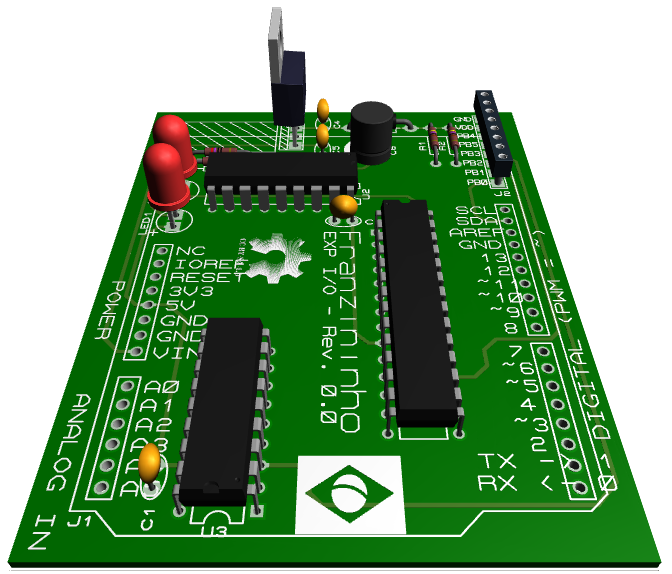 C4
C6
R1
R2
GND
VDD
PB4
PB5
PB3
PB2
PB1
PB0
J2
U2
LED1
+
NC
IOREF
RESET
3V3
5V
GND
GND
VIN
POWER
Franzininho
EXP I/O - Rev. 0.0
SCL
SDA
AREF
GND
13
12
~11
~10
~9
8
(PWM ~)
7
~6
~5
4
~3
2
TX -> 1
RX <- 0
DIGITAL
A0
A1
A2
A3
ANALOG IN
J1
C1
U3